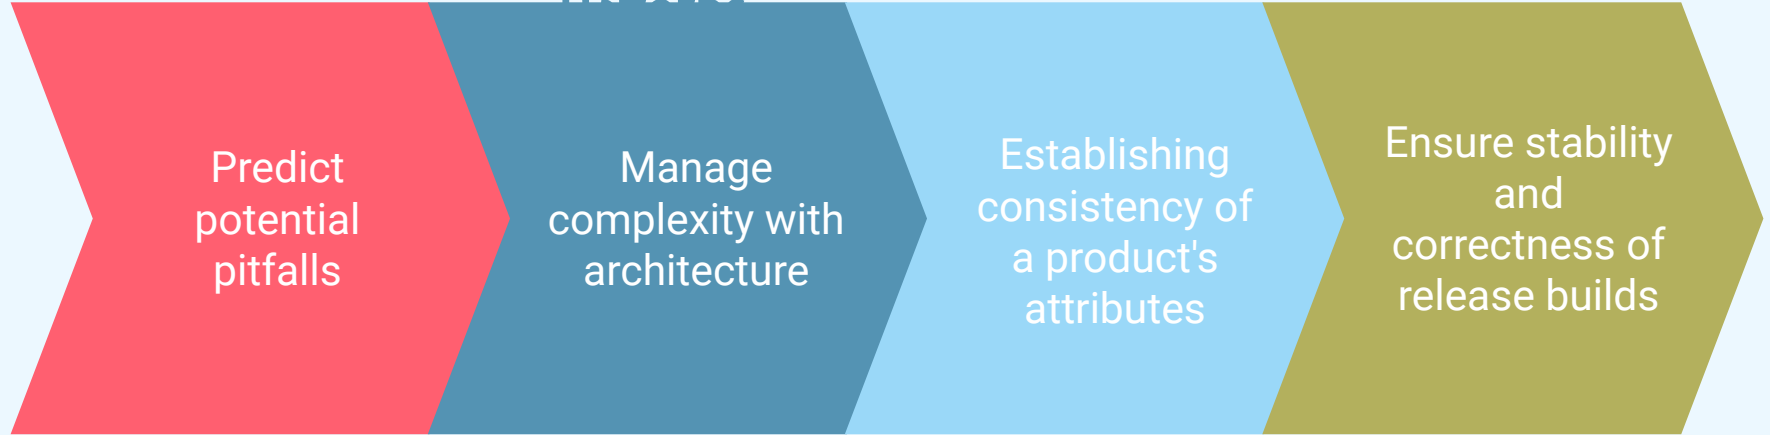 Predict
potential
pitfalls
Manage
complexity with
architecture
Establishing
consistency of
a product's
attributes
Ensure stability
and
correctness of
release builds